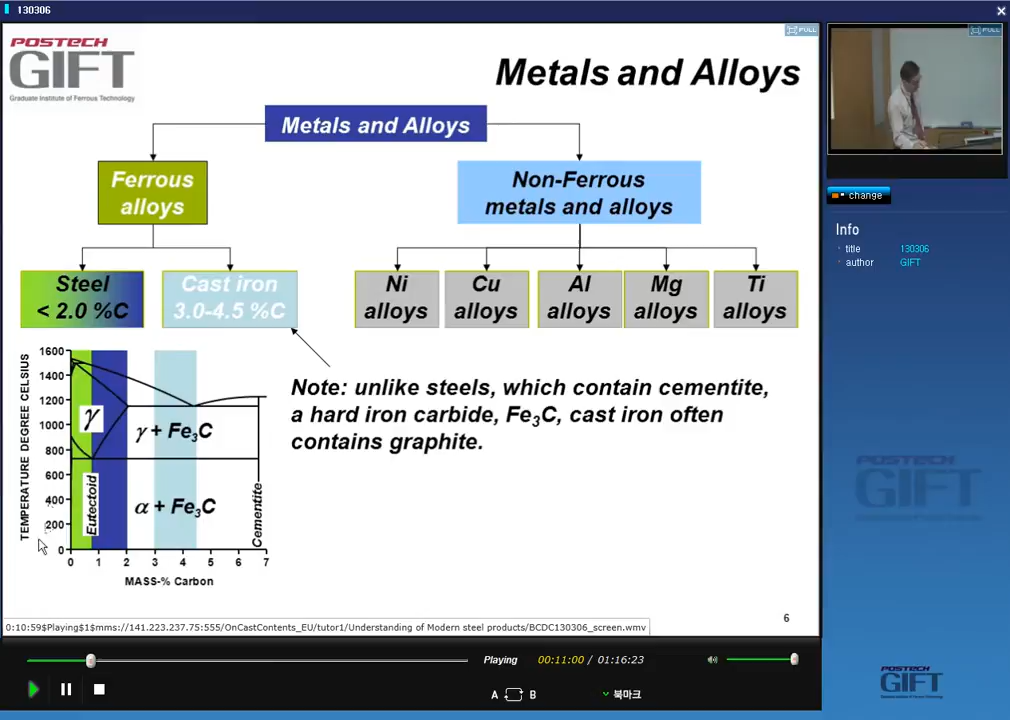 130306
FULL
POSTECH
GIFT
Graduate Institute of Ferrous Technology
Metals and Alloys
Metals and Alloys
Ferrous
alloys
Non-Ferrous
metals and alloys
Steel
< 2.0 %C
Cast iron
3.0-4.5 %C
Ni
alloys
Cu
alloys
Al
alloys
Mg
alloys
Ti
alloys
Note: unlike steels, which contain cementite,
a hard iron carbide, Fe3C, cast iron often
contains graphite.
TEMPERATURE DEGREE CELSIUS
1600
1400
1200
1000
800
600
400
200
0
γ
γ + Fe3C
α + Fe3C
Eutectoid
Cementite
0 1 2 3 4 5 6 7
MASS-% Carbon
6
0:10:59$Playing$1$mms://141.223.237.75:555/OnCastContents_EU/tutor1/Understanding of Modern steel products/BCDC130306_screen.wmv
Playing
00:11:00 / 01:16:23
A B
북마크
FULL
change
Info
title 130306
author GIFT
POSTECH
GIFT
POSTECH
GIFT